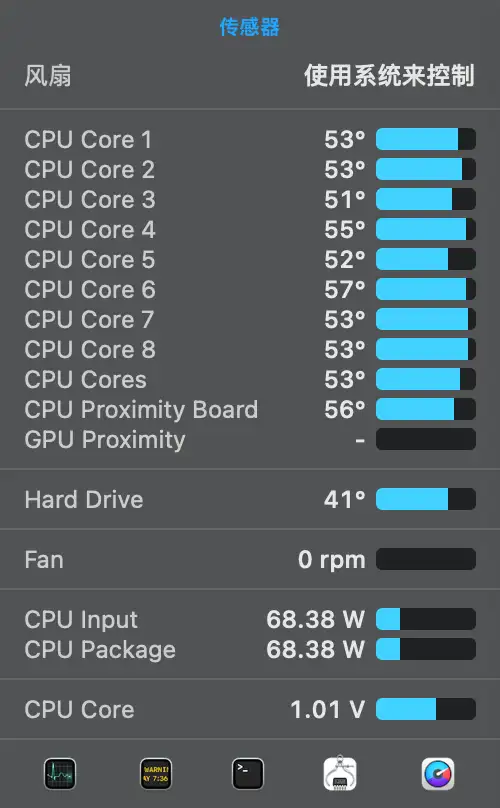 传感器
风扇 使用系统来控制
CPU Core 1 53°
CPU Core 2 53°
CPU Core 3 51°
CPU Core 4 55°
CPU Core 5 52°
CPU Core 6 57°
CPU Core 7 53°
CPU Core 8 53°
CPU Cores 53°
CPU Proximity Board 56°
GPU Proximity -
Hard Drive 41°
Fan 0 rpm
CPU Input 68.38 W
CPU Package 68.38 W
CPU Core 1.01 V
WARNIN
AY 7:36
>_